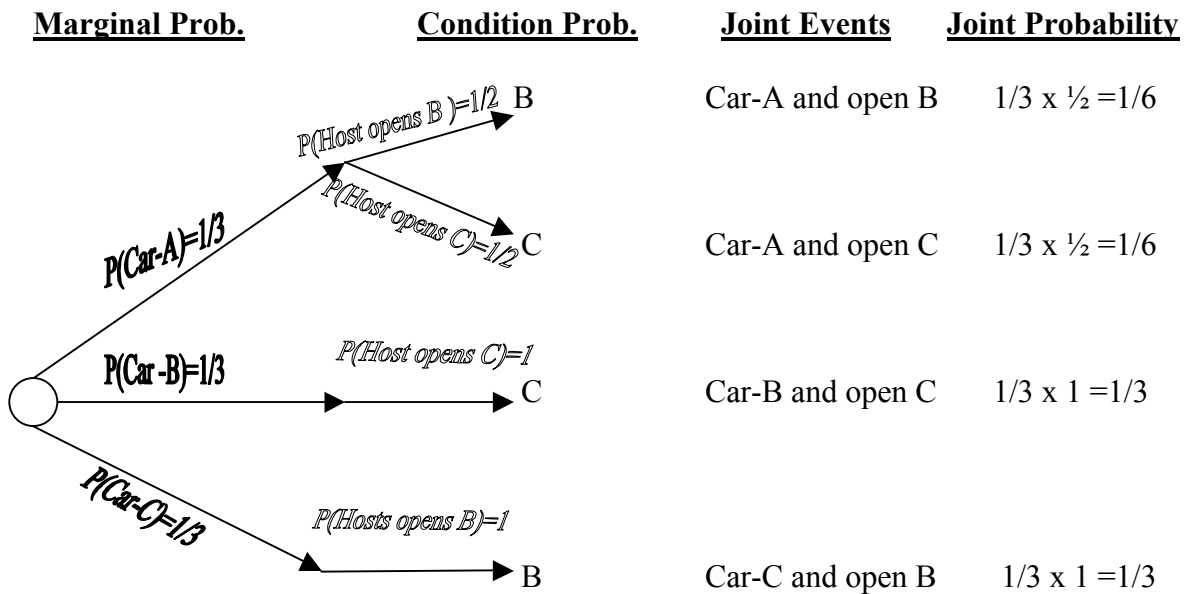 Marginal Prob. Condition Prob. Joint Events Joint Probability
P(Host opens B )=1/2 B Car-A and open B 1/3 x ½ =1/6
P(Car-A)=1/3 P(Host opens C)=1/2 C Car-A and open C 1/3 x ½ =1/6
P(Car -B)=1/3 P(Host opens C)=1 C Car-B and open C 1/3 x 1 =1/3
P(Car-C)=1/3 P(Hosts opens B)=1 B Car-C and open B 1/3 x 1 =1/3